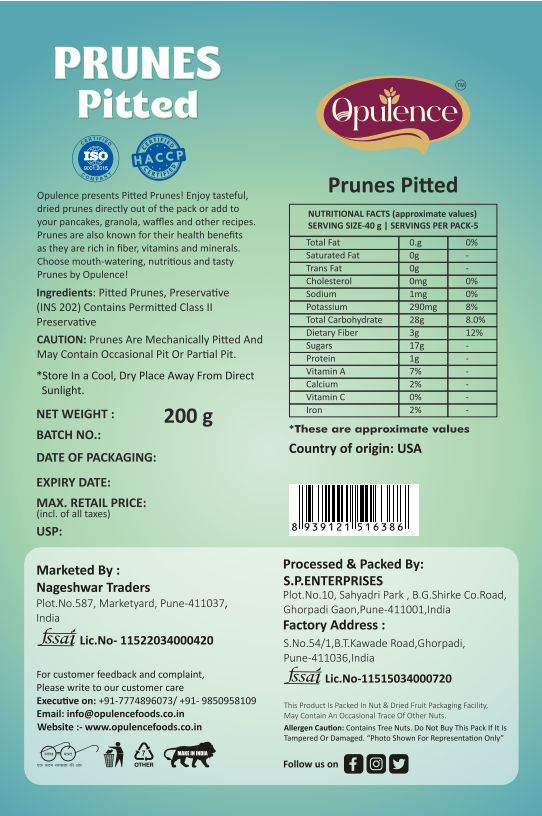 PRUNES
Pitted
CERTIFIED
ISO
9001:2015
COMPANY
CERTIFIED
HACCP
CERTIFIED
Opulence presents Pitted Prunes! Enjoy tasteful,
dried prunes directly out of the pack or add to
your pancakes, granola, waffles and other recipes.
Prunes are also known for their health benefits
as they are rich in fiber, vitamins and minerals.
Choose mouth-watering, nutritious and tasty
Prunes by Opulence!
Ingredients: Pitted Prunes, Preservative
(INS 202) Contains Permitted Class II
Preservative
CAUTION: Prunes Are Mechanically Pitted And
May Contain Occasional Pit Or Partial Pit.
*Store In a Cool, Dry Place Away From Direct
Sunlight.
NET WEIGHT : 200 g
BATCH NO.:
DATE OF PACKAGING:
EXPIRY DATE:
MAX. RETAIL PRICE:
(incl. of all taxes)
USP:
Opulence
TM
Prunes Pitted
NUTRITIONAL FACTS (approximate values)
SERVING SIZE-40 g | SERVINGS PER PACK-5
Total Fat 0.g 0%
Saturated Fat 0g -
Trans Fat 0g -
Cholesterol 0mg 0%
Sodium 1mg 0%
Potassium 290mg 8%
Total Carbohydrate 28g 8.0%
Dietary Fiber 3g 12%
Sugars 17g -
Protein 1g -
Vitamin A 7% -
Calcium 2% -
Vitamin C 0% -
Iron 2% -
*These are approximate values
Country of origin: USA
8 939121 516386
Marketed By :
Nageshwar Traders
Plot.No.587, Marketyard, Pune-411037,
India
fssai Lic.No- 11522034000420
For customer feedback and complaint,
Please write to our customer care
Executive on: +91-7774896073/ +91- 9850958109
Email: info@opulencefoods.co.in
Website :- www.opulencefoods.co.in
स्वच्छ भारत
एक कदम स्वच्छता की ओर
OTHER
MAKE IN INDIA
Processed & Packed By:
S.P.ENTERPRISES
Plot.No.10, Sahyadri Park , B.G.Shirke Co.Road,
Ghorpadi Gaon,Pune-411001,India
Factory Address :
S.No.54/1,B.T.Kawade Road,Ghorpadi,
Pune-411036,India
fssai Lic.No-11515034000720
This Product Is Packed In Nut & Dried Fruit Packaging Facility,
May Contain An Occasional Trace Of Other Nuts.
Allergen Caution: Contains Tree Nuts. Do Not Buy This Pack If It Is
Tampered Or Damaged. "Photo Shown For Representation Only"
Follow us on